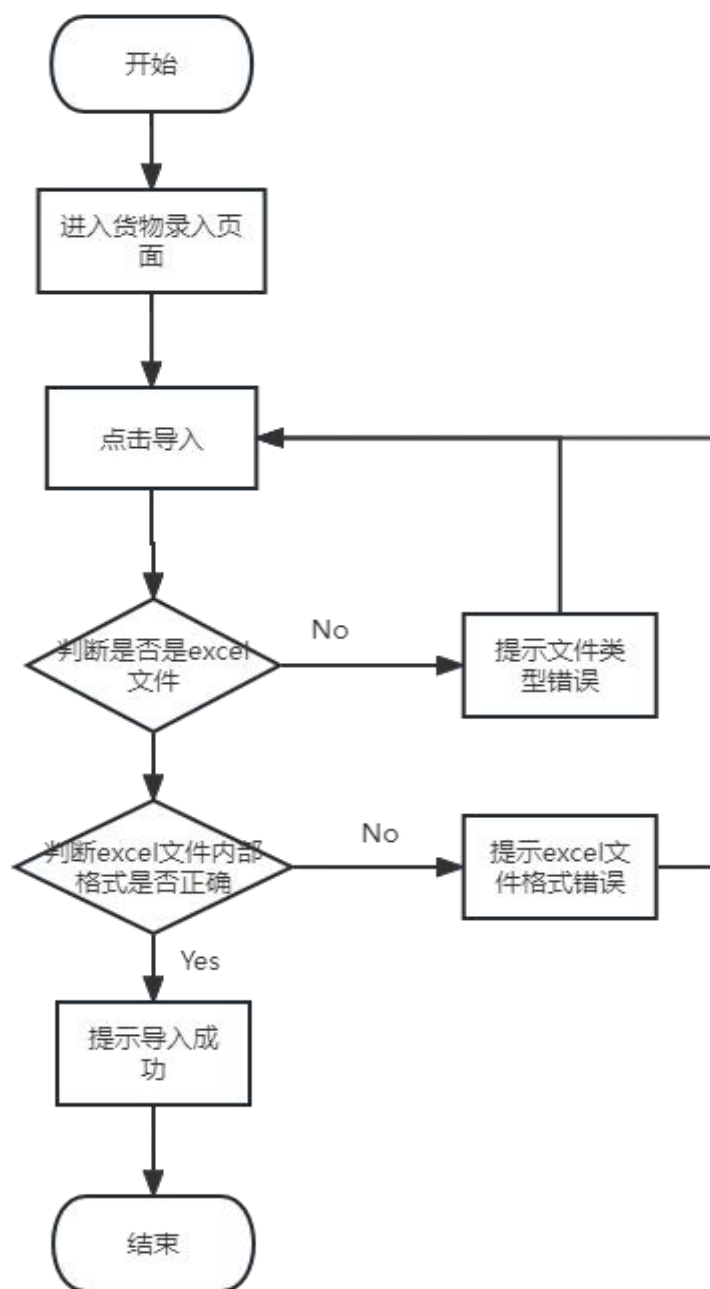 开始
进入货物录入页
面
点击导入
判断是否是excel
文件
No
提示文件类
型错误
判断excel文件内部
格式是否正确
No
提示excel文
件格式错误
Yes
提示导入成
功
结束